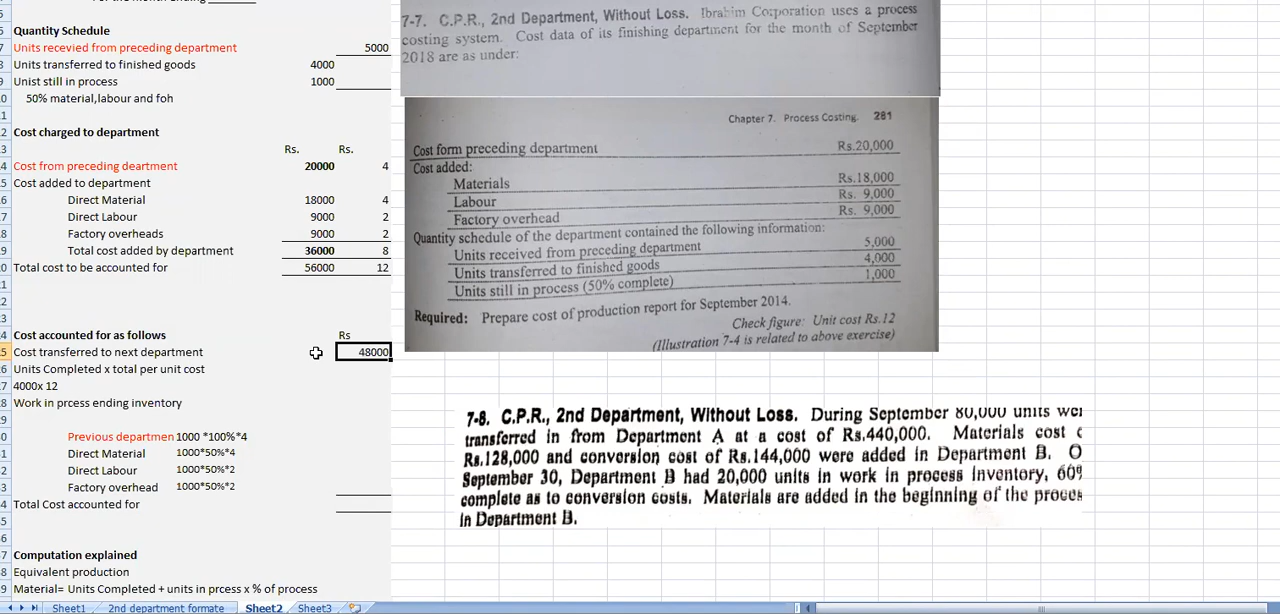 For the month ending
Quantity Schedule
Units recevied from preceding department 5000
Units transferred to finished goods 4000
Unist still in process 1000
50% material,labour and foh
Cost charged to department
Rs. Rs.
Cost from preceding deartment 20000 4
Cost added to department
Direct Material 18000 4
Direct Labour 9000 2
Factory overheads 9000 2
Total cost added by department 36000 8
Total cost to be accounted for 56000 12
Cost accounted for as follows Rs
Cost transferred to next department 48000
Units Completed x total per unit cost
4000x 12
Work in prcess ending inventory
Previous departmen 1000 *100%*4
Direct Material 1000*50%*4
Direct Labour 1000*50%*2
Factory overhead 1000*50%*2
Total Cost accounted for
Computation explained
Equivalent production
Material= Units Completed + units in prcess x % of process
Sheet1 2nd department formate Sheet2 Sheet3
7-7. C.P.R., 2nd Department, Without Loss. Ibrahim Corporation uses a process
costing system. Cost data of its finishing department for the month of September
2018 are as under:
Chapter 7. Process Costing. 281
Cost form preceding department Rs.20,000
Cost added:
Materials Rs.18,000
Labour Rs. 9,000
Factory overhead Rs. 9,000
Quantity schedule of the department contained the following information:
Units received from preceding department 5,000
Units transferred to finished goods 4,000
Units still in process (50% complete) 1,000
Required: Prepare cost of production report for September 2014.
Check figure: Unit cost Rs.12
(Illustration 7-4 is related to above exercise)
7-8. C.P.R., 2nd Department, Without Loss. During September 80,000 units
transferred in from Department A at a cost of Rs.440,000. Materials cost
Rs.128,000 and conversion cost of Rs.144,000 were added in Department B. O
September 30, Department B had 20,000 units in work in process inventory, 60
complete as to conversion costs. Materials are added in the beginning of the proces
in Department B.